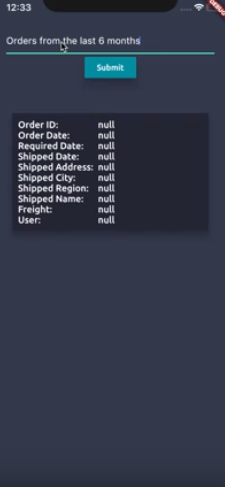 12:33
DEBUG
Orders from the last 6 months
Submit
Order ID: null
Order Date: null
Required Date: null
Shipped Date: null
Shipped Address: null
Shipped City: null
Shipped Region: null
Shipped Name: null
Freight: null
User: null